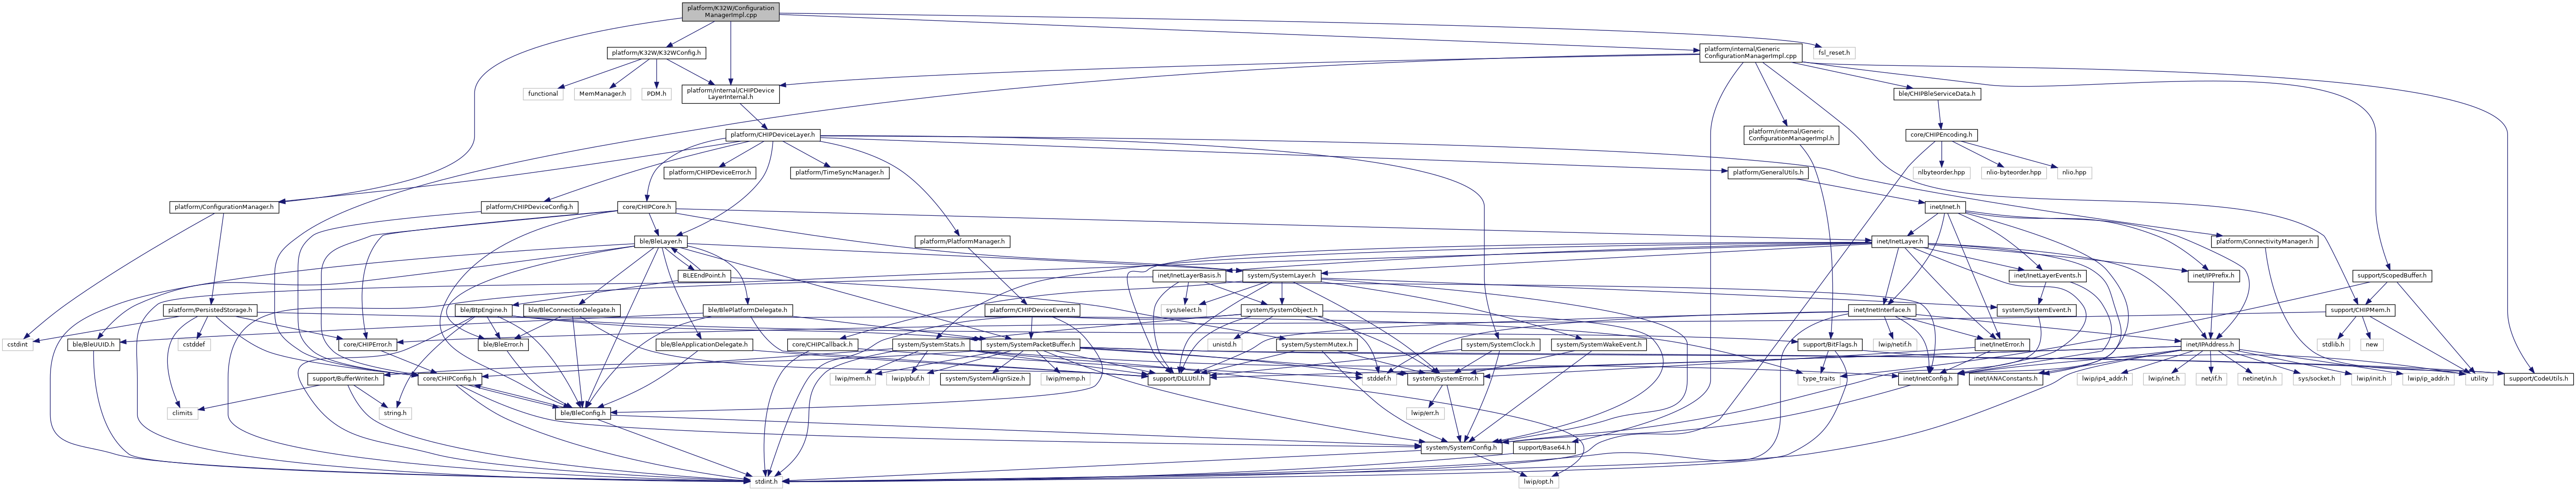 platform/K32W/Configuration
ManagerImpl.cpp
platform/K32W/K32WConfig.h
platform/internal/Generic
ConfigurationManagerImpl.cpp
fsl_reset.h
functional
MemManager.h
PDM.h
platform/internal/CHIPDevice
LayerInternal.h
ble/CHIPBleServiceData.h
platform/CHIPDeviceLayer.h
platform/internal/Generic
ConfigurationManagerImpl.h
core/CHIPEncoding.h
platform/CHIPDeviceError.h
platform/TimeSyncManager.h
platform/GeneralUtils.h
nlbyteorder.hpp
nlio-byteorder.hpp
nlio.hpp
platform/ConfigurationManager.h
platform/CHIPDeviceConfig.h
core/CHIPCore.h
inet/Inet.h
ble/BleLayer.h
platform/PlatformManager.h
inet/InetLayer.h
platform/ConnectivityManager.h
BLEEndPoint.h
inet/InetLayerBasis.h
system/SystemLayer.h
inet/InetLayerEvents.h
inet/IPPrefix.h
support/ScopedBuffer.h
platform/PersistedStorage.h
ble/BtpEngine.h
ble/BleConnectionDelegate.h
ble/BlePlatformDelegate.h
platform/CHIPDeviceEvent.h
sys/select.h
system/SystemObject.h
inet/InetInterface.h
system/SystemEvent.h
support/CHIPMem.h
cstdint
ble/BleUUID.h
cstddef
core/CHIPError.h
ble/BleError.h
ble/BleApplicationDelegate.h
core/CHIPCallback.h
system/SystemStats.h
system/SystemPacketBuffer.h
unistd.h
system/SystemMutex.h
system/SystemClock.h
system/SystemWakeEvent.h
support/BitFlags.h
lwip/netif.h
inet/InetError.h
inet/IPAddress.h
stdlib.h
new
support/BufferWriter.h
core/CHIPConfig.h
lwip/mem.h
lwip/pbuf.h
system/SystemAlignSize.h
lwip/memp.h
support/DLLUtil.h
stddef.h
system/SystemError.h
type_traits
inet/InetConfig.h
inet/IANAConstants.h
lwip/ip4_addr.h
lwip/inet.h
net/if.h
netinet/in.h
sys/socket.h
lwip/init.h
lwip/ip_addr.h
utility
support/CodeUtils.h
climits
string.h
ble/BleConfig.h
lwip/err.h
system/SystemConfig.h
support/Base64.h
stdint.h
lwip/opt.h